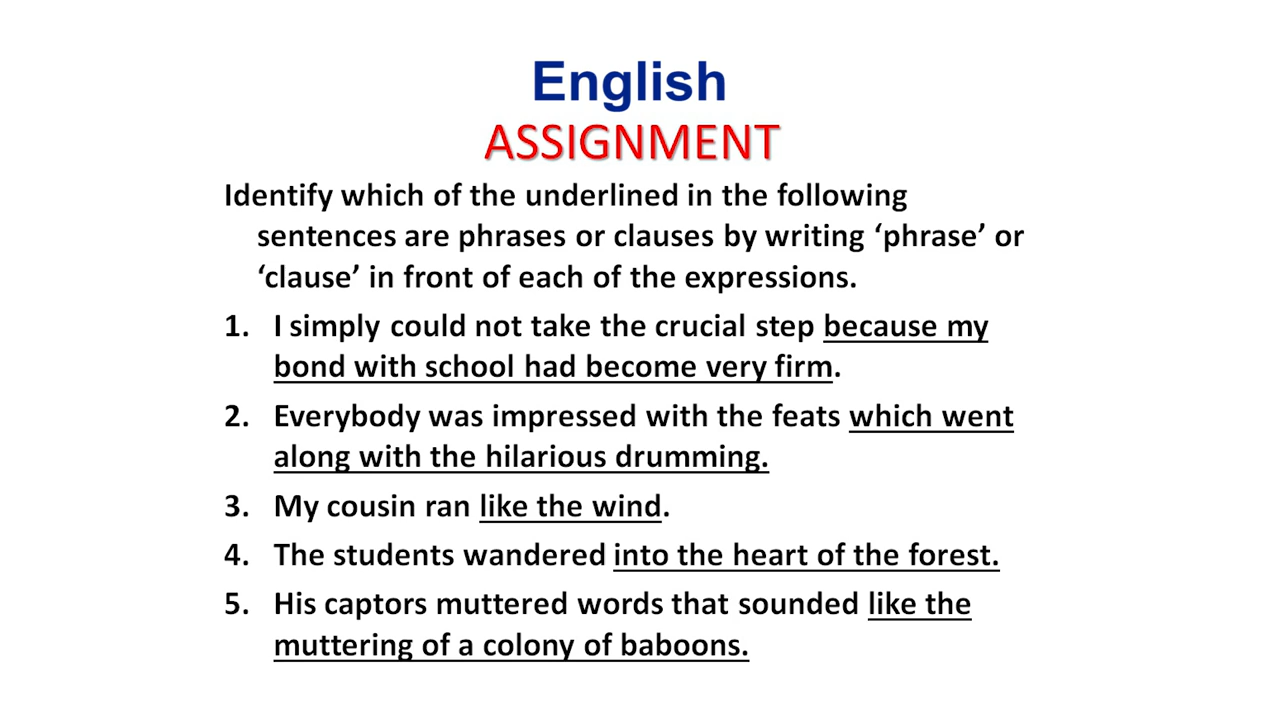 English
ASSIGNMENT
Identify which of the underlined in the following
sentences are phrases or clauses by writing ‘phrase’ or
‘clause’ in front of each of the expressions.
1. I simply could not take the crucial step because my
bond with school had become very firm.
2. Everybody was impressed with the feats which went
along with the hilarious drumming.
3. My cousin ran like the wind.
4. The students wandered into the heart of the forest.
5. His captors muttered words that sounded like the
muttering of a colony of baboons.